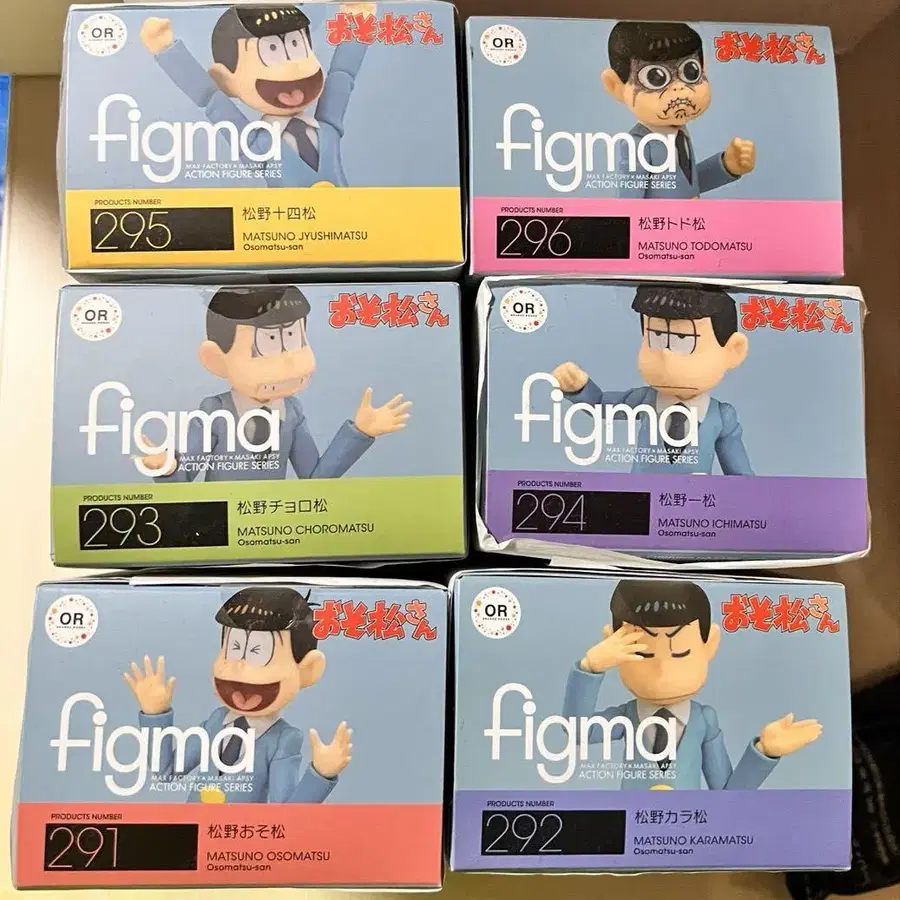 OR
おそ松さん
figma
MAX FACTORY × MASAKI APSY
ACTION FIGURE SERIES
PRODUCTS NUMBER
295
松野十四松
MATSUNO JYUSHIMATSU
Osomatsu-san
OR
おそ松さん
figma
MAX FACTORY × MASAKI APSY
ACTION FIGURE SERIES
PRODUCTS NUMBER
296
松野トド松
MATSUNO TODOMATSU
Osomatsu-san
OR
おそ松さん
figma
MAX FACTORY × MASAKI APSY
ACTION FIGURE SERIES
PRODUCTS NUMBER
293
松野チョロ松
MATSUNO CHOROMATSU
Osomatsu-san
OR
おそ松さん
figma
MAX FACTORY × MASAKI APSY
ACTION FIGURE SERIES
PRODUCTS NUMBER
294
松野一松
MATSUNO ICHIMATSU
Osomatsu-san
OR
おそ松さん
figma
MAX FACTORY × MASAKI APSY
ACTION FIGURE SERIES
PRODUCTS NUMBER
291
松野おそ松
MATSUNO OSOMATSU
Osomatsu-san
OR
おそ松さん
figma
MAX FACTORY × MASAKI APSY
ACTION FIGURE SERIES
PRODUCTS NUMBER
292
松野カラ松
MATSUNO KARAMATSU
Osomatsu-san